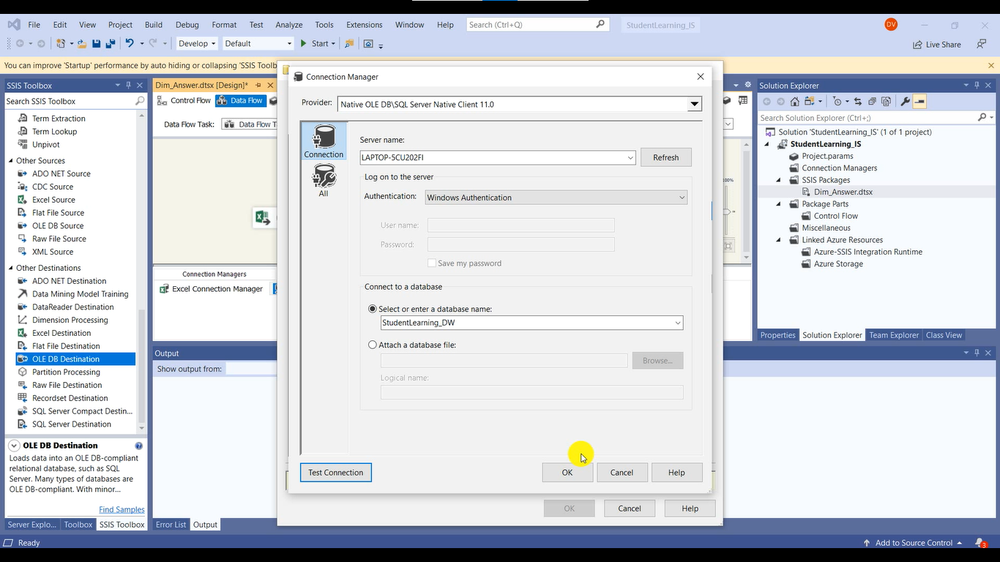 File Edit View Project Build Debug Format Test Analyze Tools Extensions Window Help Search (Ctrl+Q) StudentLearning_IS DV
Develop Default Start Live Share
You can improve 'Startup' performance by auto hiding or collapsing 'SSIS Toolb
SSIS Toolbox
Search SSIS Toolbox
Term Extraction
Term Lookup
Unpivot
Other Sources
ADO NET Source
CDC Source
Excel Source
Flat File Source
OLE DB Source
Raw File Source
XML Source
Other Destinations
ADO NET Destination
Data Mining Model Training
DataReader Destination
Dimension Processing
Excel Destination
Flat File Destination
OLE DB Destination
Partition Processing
Raw File Destination
Recordset Destination
SQL Server Compact Destin...
SQL Server Destination
OLE DB Destination
Loads data into an OLE DB-compliant
relational database, such as SQL
Server. Many types of databases are
OLE DB-compliant. With minor...
Find Samples
Server Explo... Toolbox SSIS Toolbox
Dim_Answer.dtsx [Design]*
Control Flow Data Flow
Data Flow Task: Data Flow T
100%
Connection Managers
Excel Connection Manager
Output
Show output from:
Error List Output
Connection Manager
Provider: Native OLE DB\SQL Server Native Client 11.0
Connection
All
Server name:
LAPTOP-5CU202FI Refresh
Log on to the server
Authentication: Windows Authentication
User name:
Password:
Save my password
Connect to a database
Select or enter a database name:
StudentLearning_DW
Attach a database file:
Browse...
Logical name:
Test Connection OK Cancel Help
OK Cancel Help
Solution Explorer
Search Solution Explorer (Ctrl+;)
Solution 'StudentLearning_IS' (1 of 1 project)
StudentLearning_IS
Project.params
Connection Managers
SSIS Packages
Dim_Answer.dtsx
Package Parts
Control Flow
Miscellaneous
Linked Azure Resources
Azure-SSIS Integration Runtime
Azure Storage
Properties Solution Explorer Team Explorer Class View
Ready Add to Source Control 3